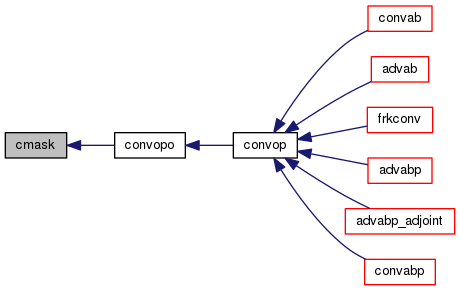 cmask
convopo
convop
convab
advab
frkconv
advabp
advabp_adjoint
convabp